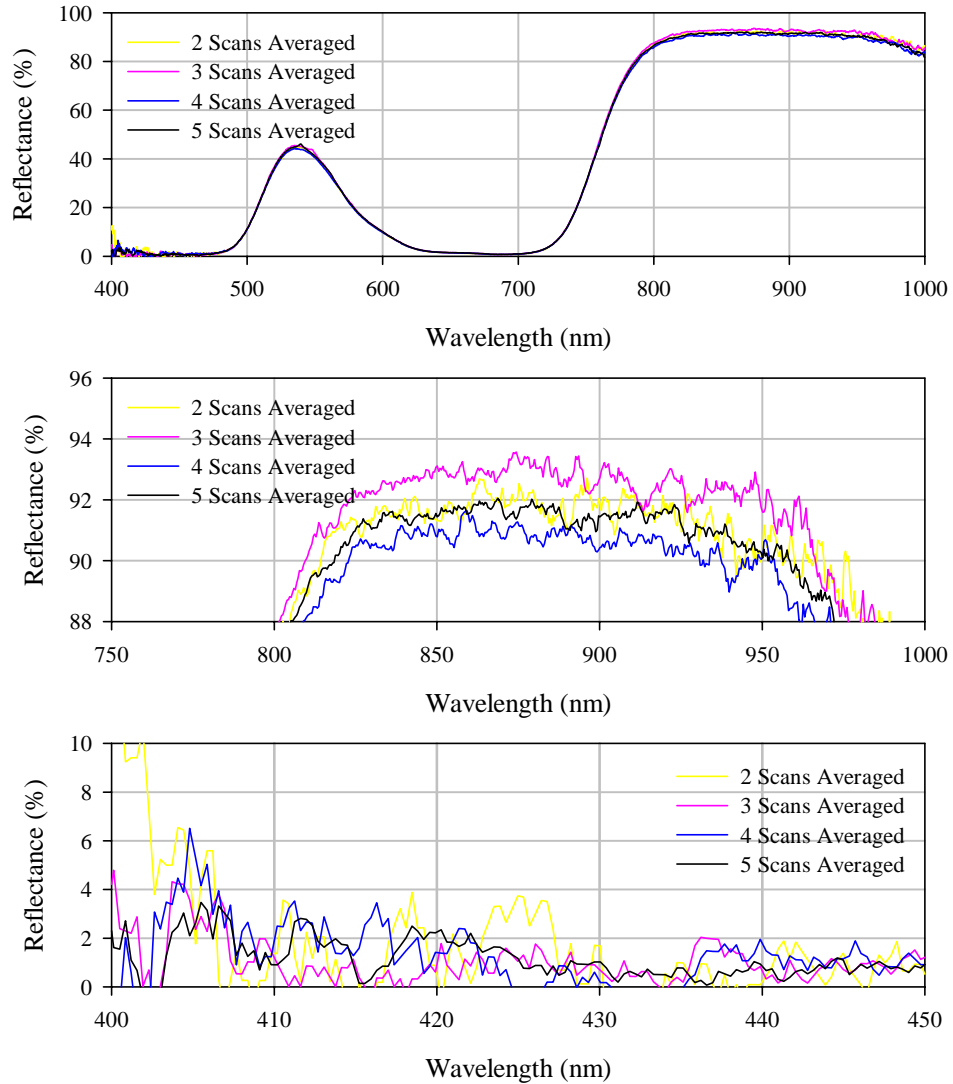 100
80
60
40
20
0
Reflectance (%)
2 Scans Averaged
3 Scans Averaged
4 Scans Averaged
5 Scans Averaged
400 500 600 700 800 900 1000
Wavelength (nm)
96
94
92
90
88
Reflectance (%)
2 Scans Averaged
3 Scans Averaged
4 Scans Averaged
5 Scans Averaged
750 800 850 900 950 1000
Wavelength (nm)
10
8
6
4
2
0
Reflectance (%)
2 Scans Averaged
3 Scans Averaged
4 Scans Averaged
5 Scans Averaged
400 410 420 430 440 450
Wavelength (nm)